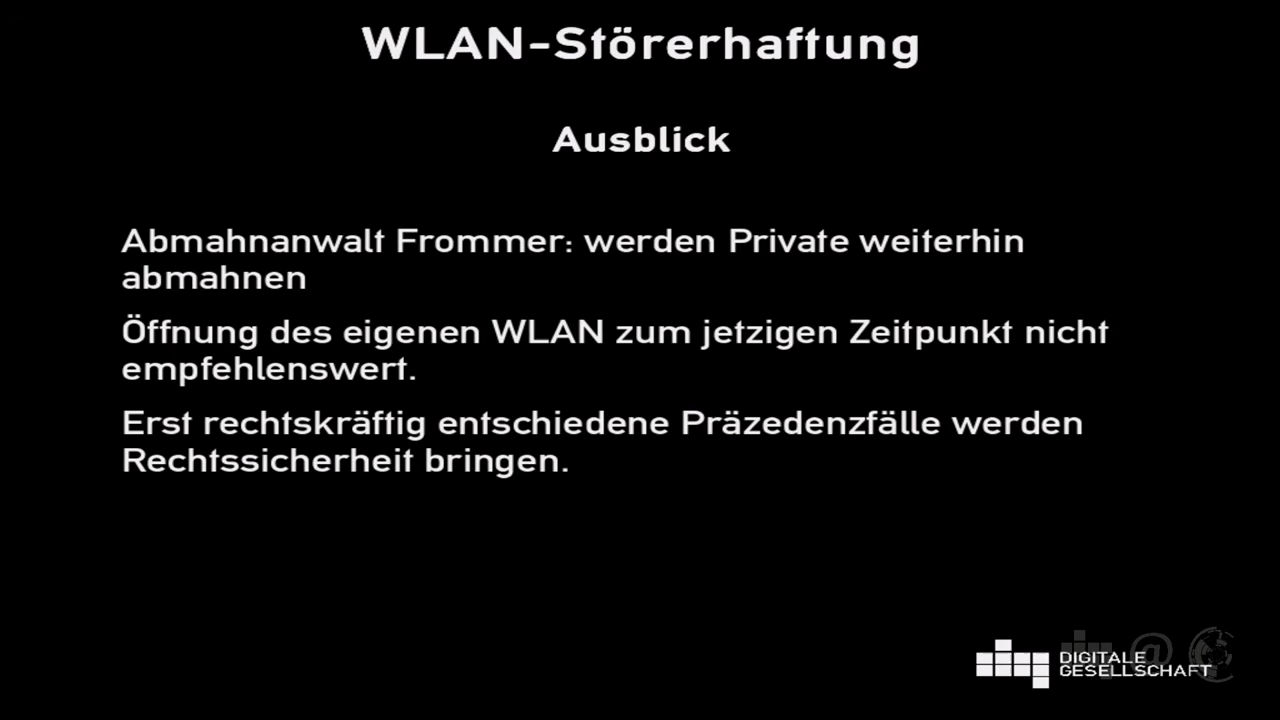 WLAN-Störerhaftung
Ausblick
Abmahnanwalt Frommer: werden Private weiterhin
abmahnen
Öffnung des eigenen WLAN zum jetzigen Zeitpunkt nicht
empfehlenswert.
Erst rechtskräftig entschiedene Präzedenzfälle werden
Rechtssicherheit bringen.
DIGITALE
GESELLSCHAFT
@